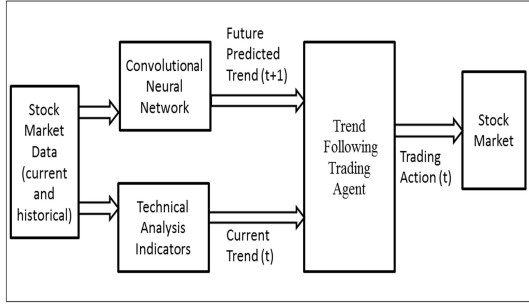 Stock
Market
Data
(current
and
historical)
Convolutional
Neural
Network
Future
Predicted
Trend (t+1)
Technical
Analysis
Indicators
Current
Trend (t)
Trend
Following
Trading
Agent
Trading
Action (t)
Stock
Market